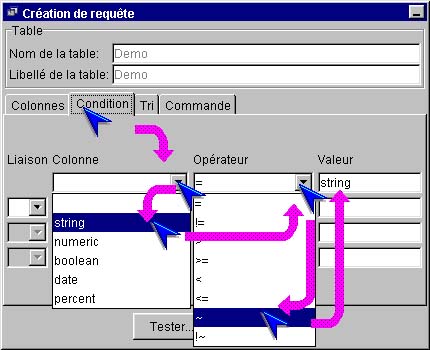 Création de requête
Table
Nom de la table: Demo
Libellé de la table: Demo
Colonnes Condition Tri Commande
Liaison Colonne Opérateur Valeur
= string
=
string !=
numeric >
boolean >=
date <
percent <=
~
Tester... !~